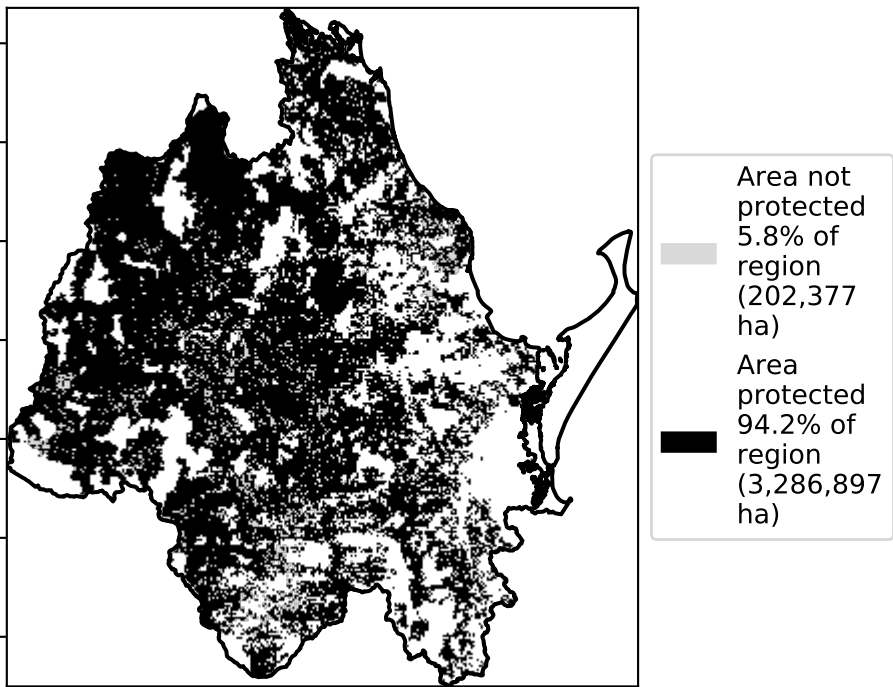 Area not
protected
5.8% of
region
(202,377
ha)
Area
protected
94.2% of
region
(3,286,897
ha)